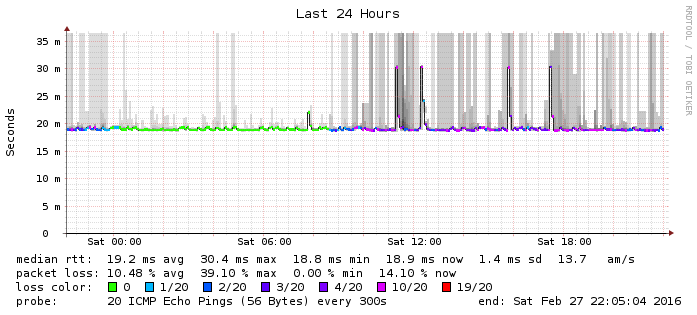 Last 24 Hours
RRDTOOL / TOBI OETIKER
Seconds
35 m
30 m
25 m
20 m
15 m
10 m
5 m
0
Sat 00:00 Sat 06:00 Sat 12:00 Sat 18:00
median rtt: 19.2 ms avg 30.4 ms max 18.8 ms min 18.9 ms now 1.4 ms sd 13.7 am/s
packet loss: 10.48 % avg 39.10 % max 0.00 % min 14.10 % now
loss color: 0 1/20 2/20 3/20 4/20 10/20 19/20
probe: 20 ICMP Echo Pings (56 Bytes) every 300s end: Sat Feb 27 22:05:04 2016